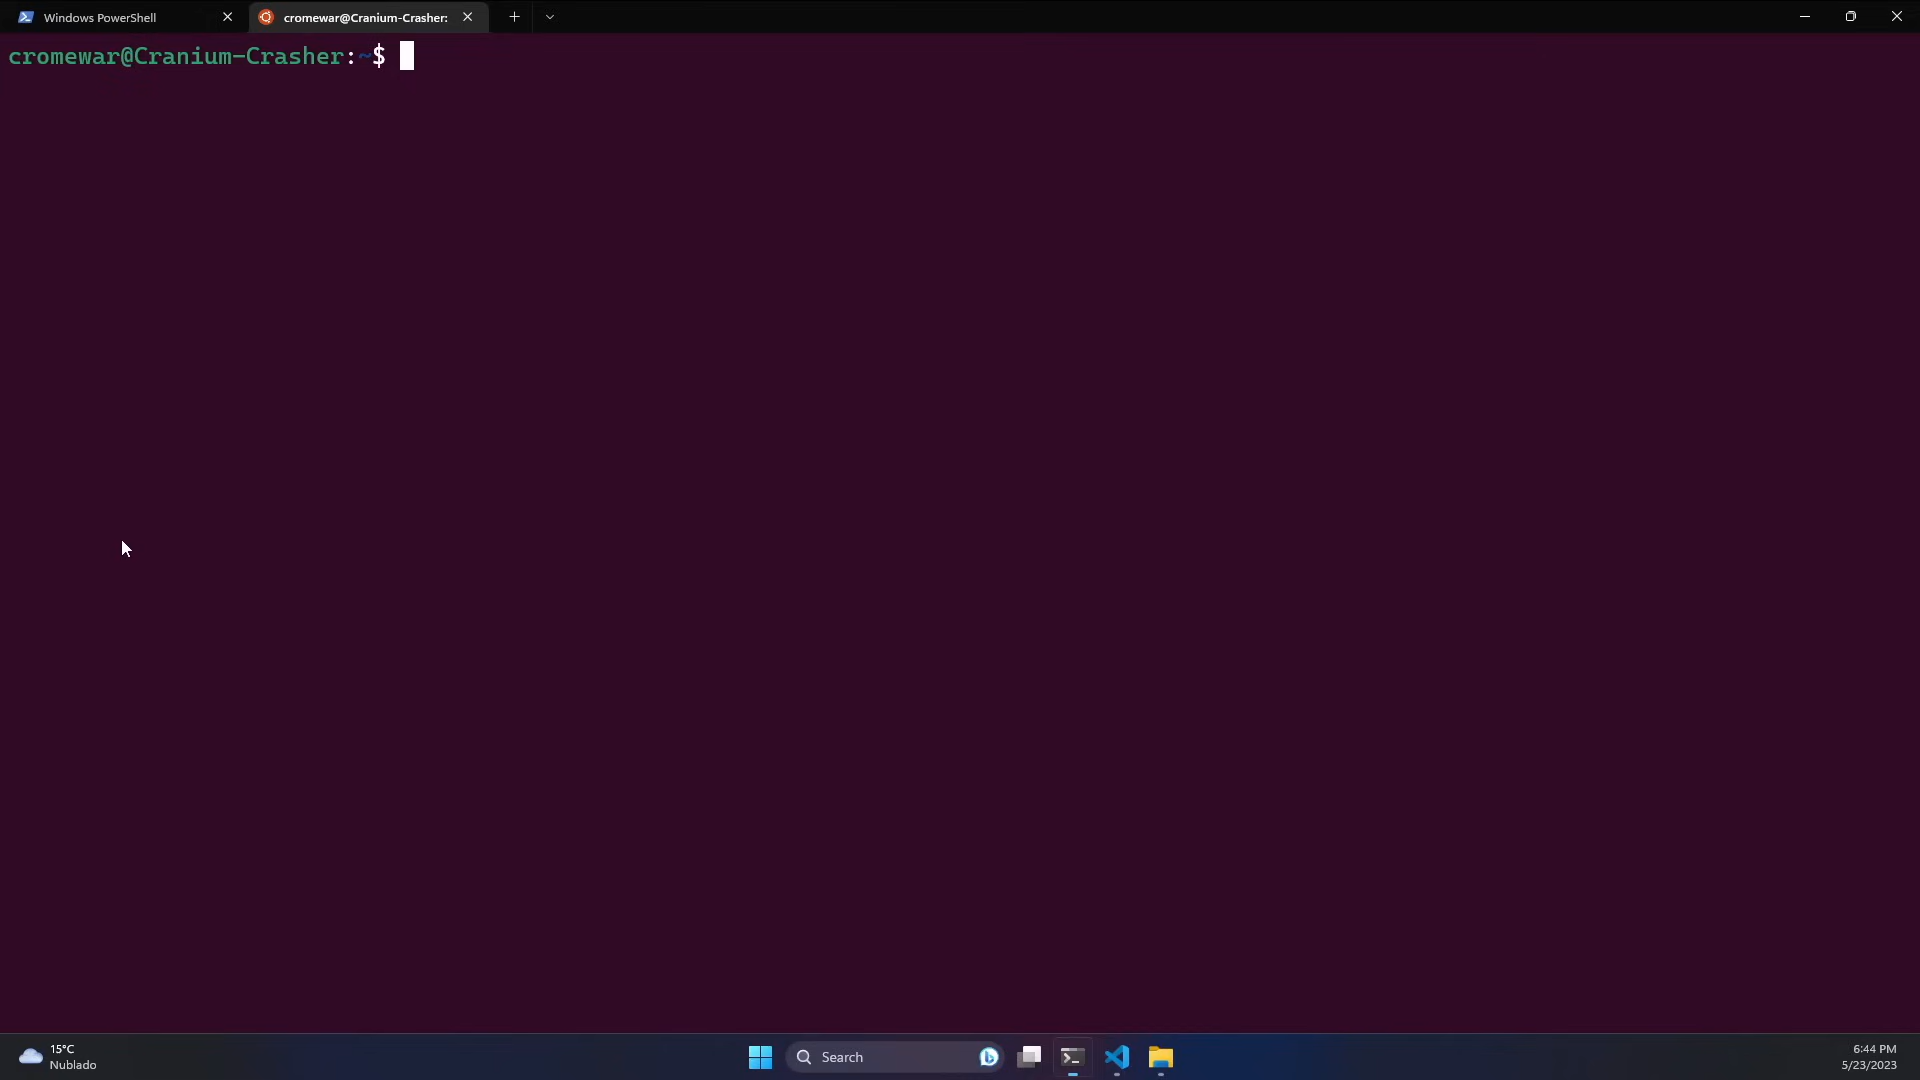 Windows PowerShell
cromewar@Cranium-Crasher:
cromewar@Cranium-Crasher:~$
15°C
Nublado
Search
6:44 PM
5/23/2023